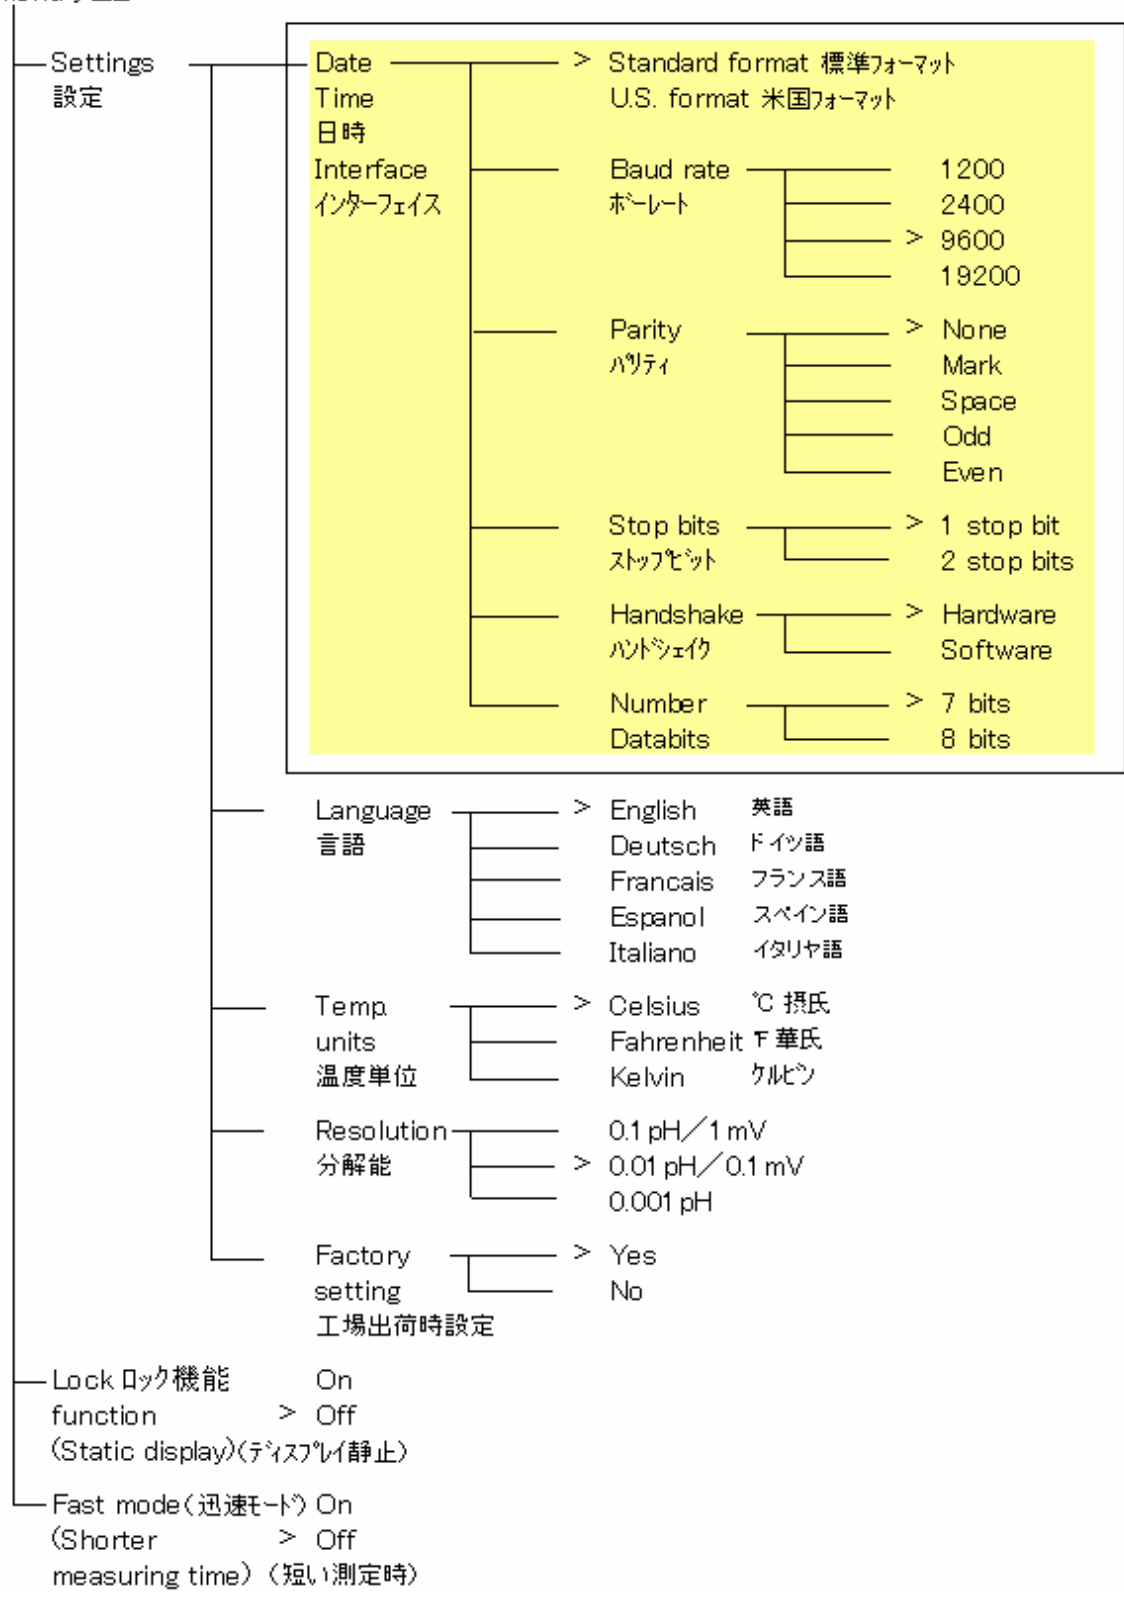 Settings Date > Standard format 標準フォーマット
設定 Time U.S. format 米国フォーマット
日時
Interface Baud rate 1200
インターフェイス ボーレート 2400
> 9600
19200
Parity > None
パリティ Mark
Space
Odd
Even
Stop bits > 1 stop bit
ストップビット 2 stop bits
Handshake > Hardware
ハンドシェイク Software
Number > 7 bits
Databits 8 bits
Language > English 英語
言語 Deutsch ドイツ語
Francais フランス語
Espanol スペイン語
Italiano イタリヤ語
Temp. > Celsius ℃ 摂氏
units Fahrenheit °F 華氏
温度単位 Kelvin ケルビン
Resolution 0.1 pH/1 mV
分解能 > 0.01 pH/0.1 mV
0.001 pH
Factory > Yes
setting No
工場出荷時設定
Lock ロック機能 On
function > Off
(Static display)(ディスプレイ静止)
Fast mode(迅速モード) On
(Shorter > Off
measuring time) (短い測定時)